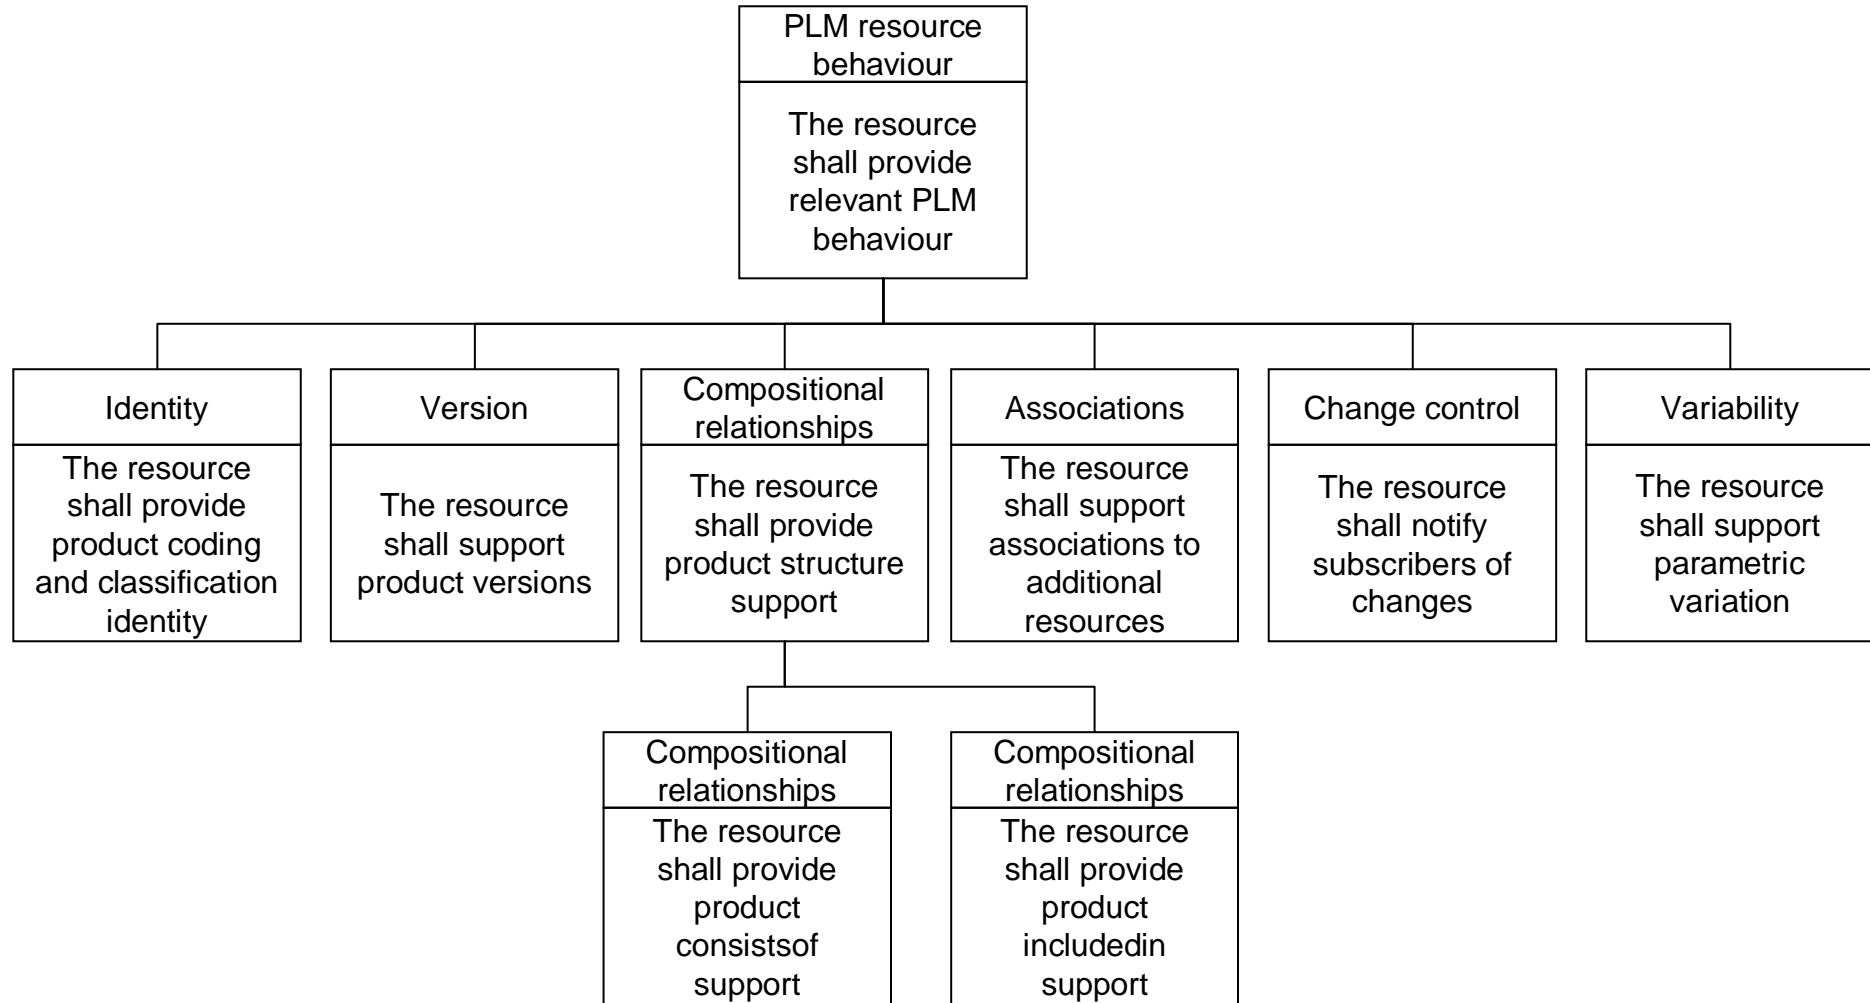 PLM resource
behaviour
The resource
shall provide
relevant PLM
behaviour
Identity
The resource
shall provide
product coding
and classification
identity
Version
The resource
shall support
product versions
Compositional
relationships
The resource
shall provide
product structure
support
Associations
The resource
shall support
associations to
additional
resources
Change control
The resource
shall notify
subscribers of
changes
Variability
The resource
shall support
parametric
variation
Compositional
relationships
The resource
shall provide
product
consistsof
support
Compositional
relationships
The resource
shall provide
product
includedin
support